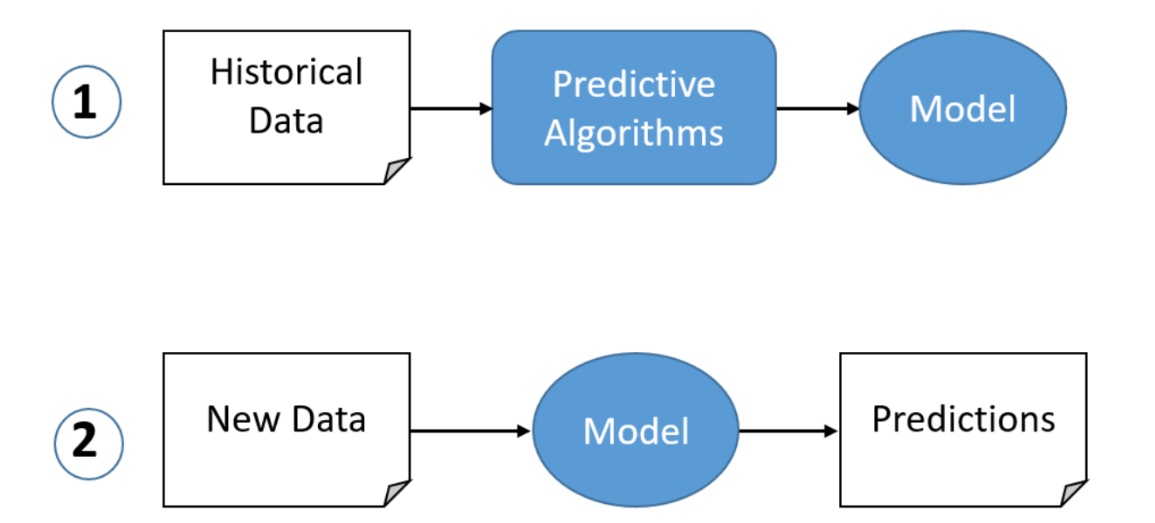 1
Historical
Data
Predictive
Algorithms
Model
2
New Data
Model
Predictions